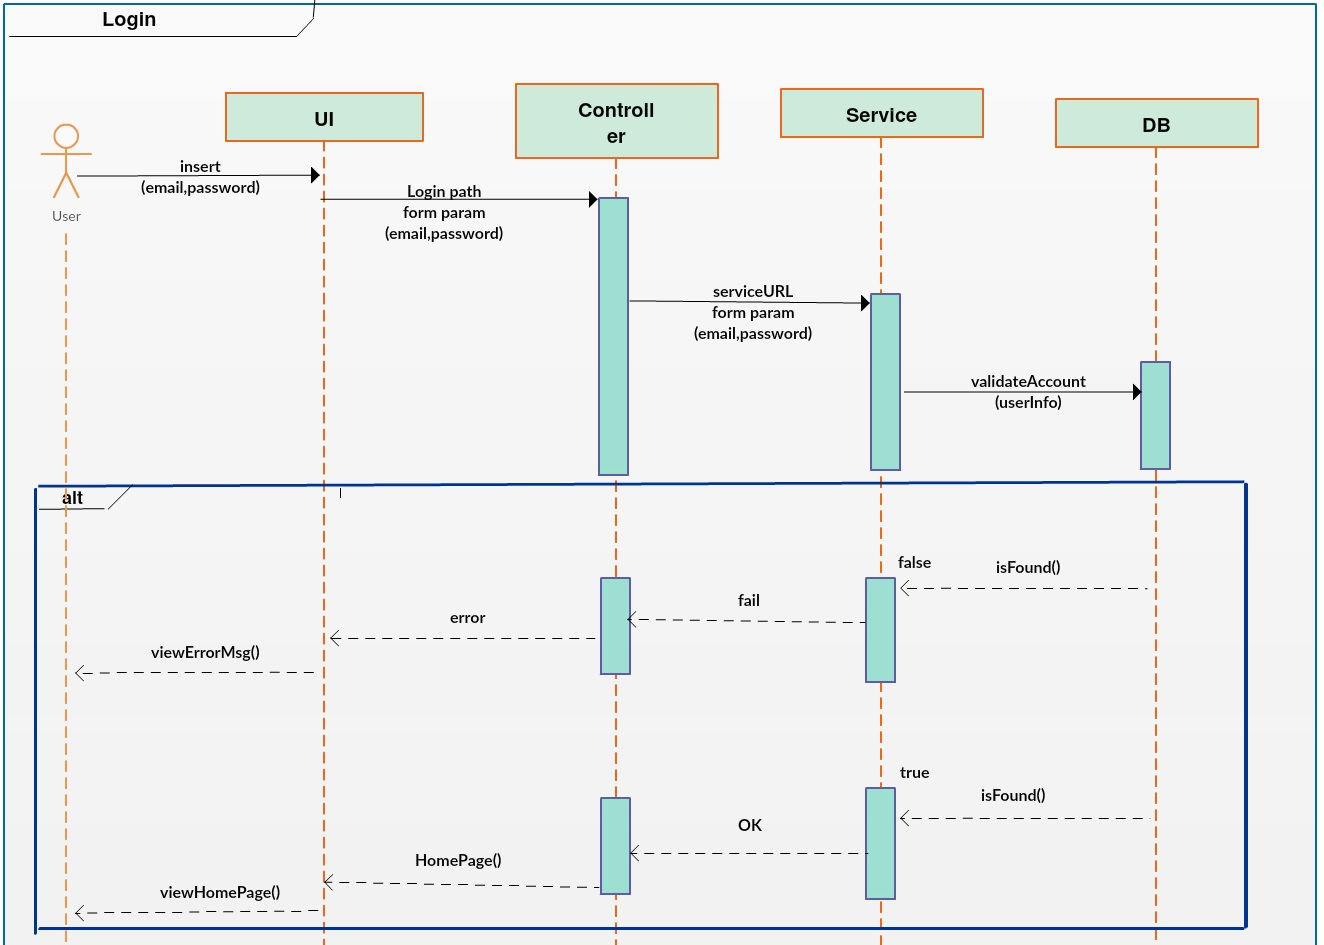 Login
UI
Controll
er
Service
DB
User
insert
(email,password)
Login path
form param
(email,password)
serviceURL
form param
(email,password)
validateAccount
(userInfo)
alt
false
isFound()
fail
error
viewErrorMsg()
true
isFound()
OK
HomePage()
viewHomePage()